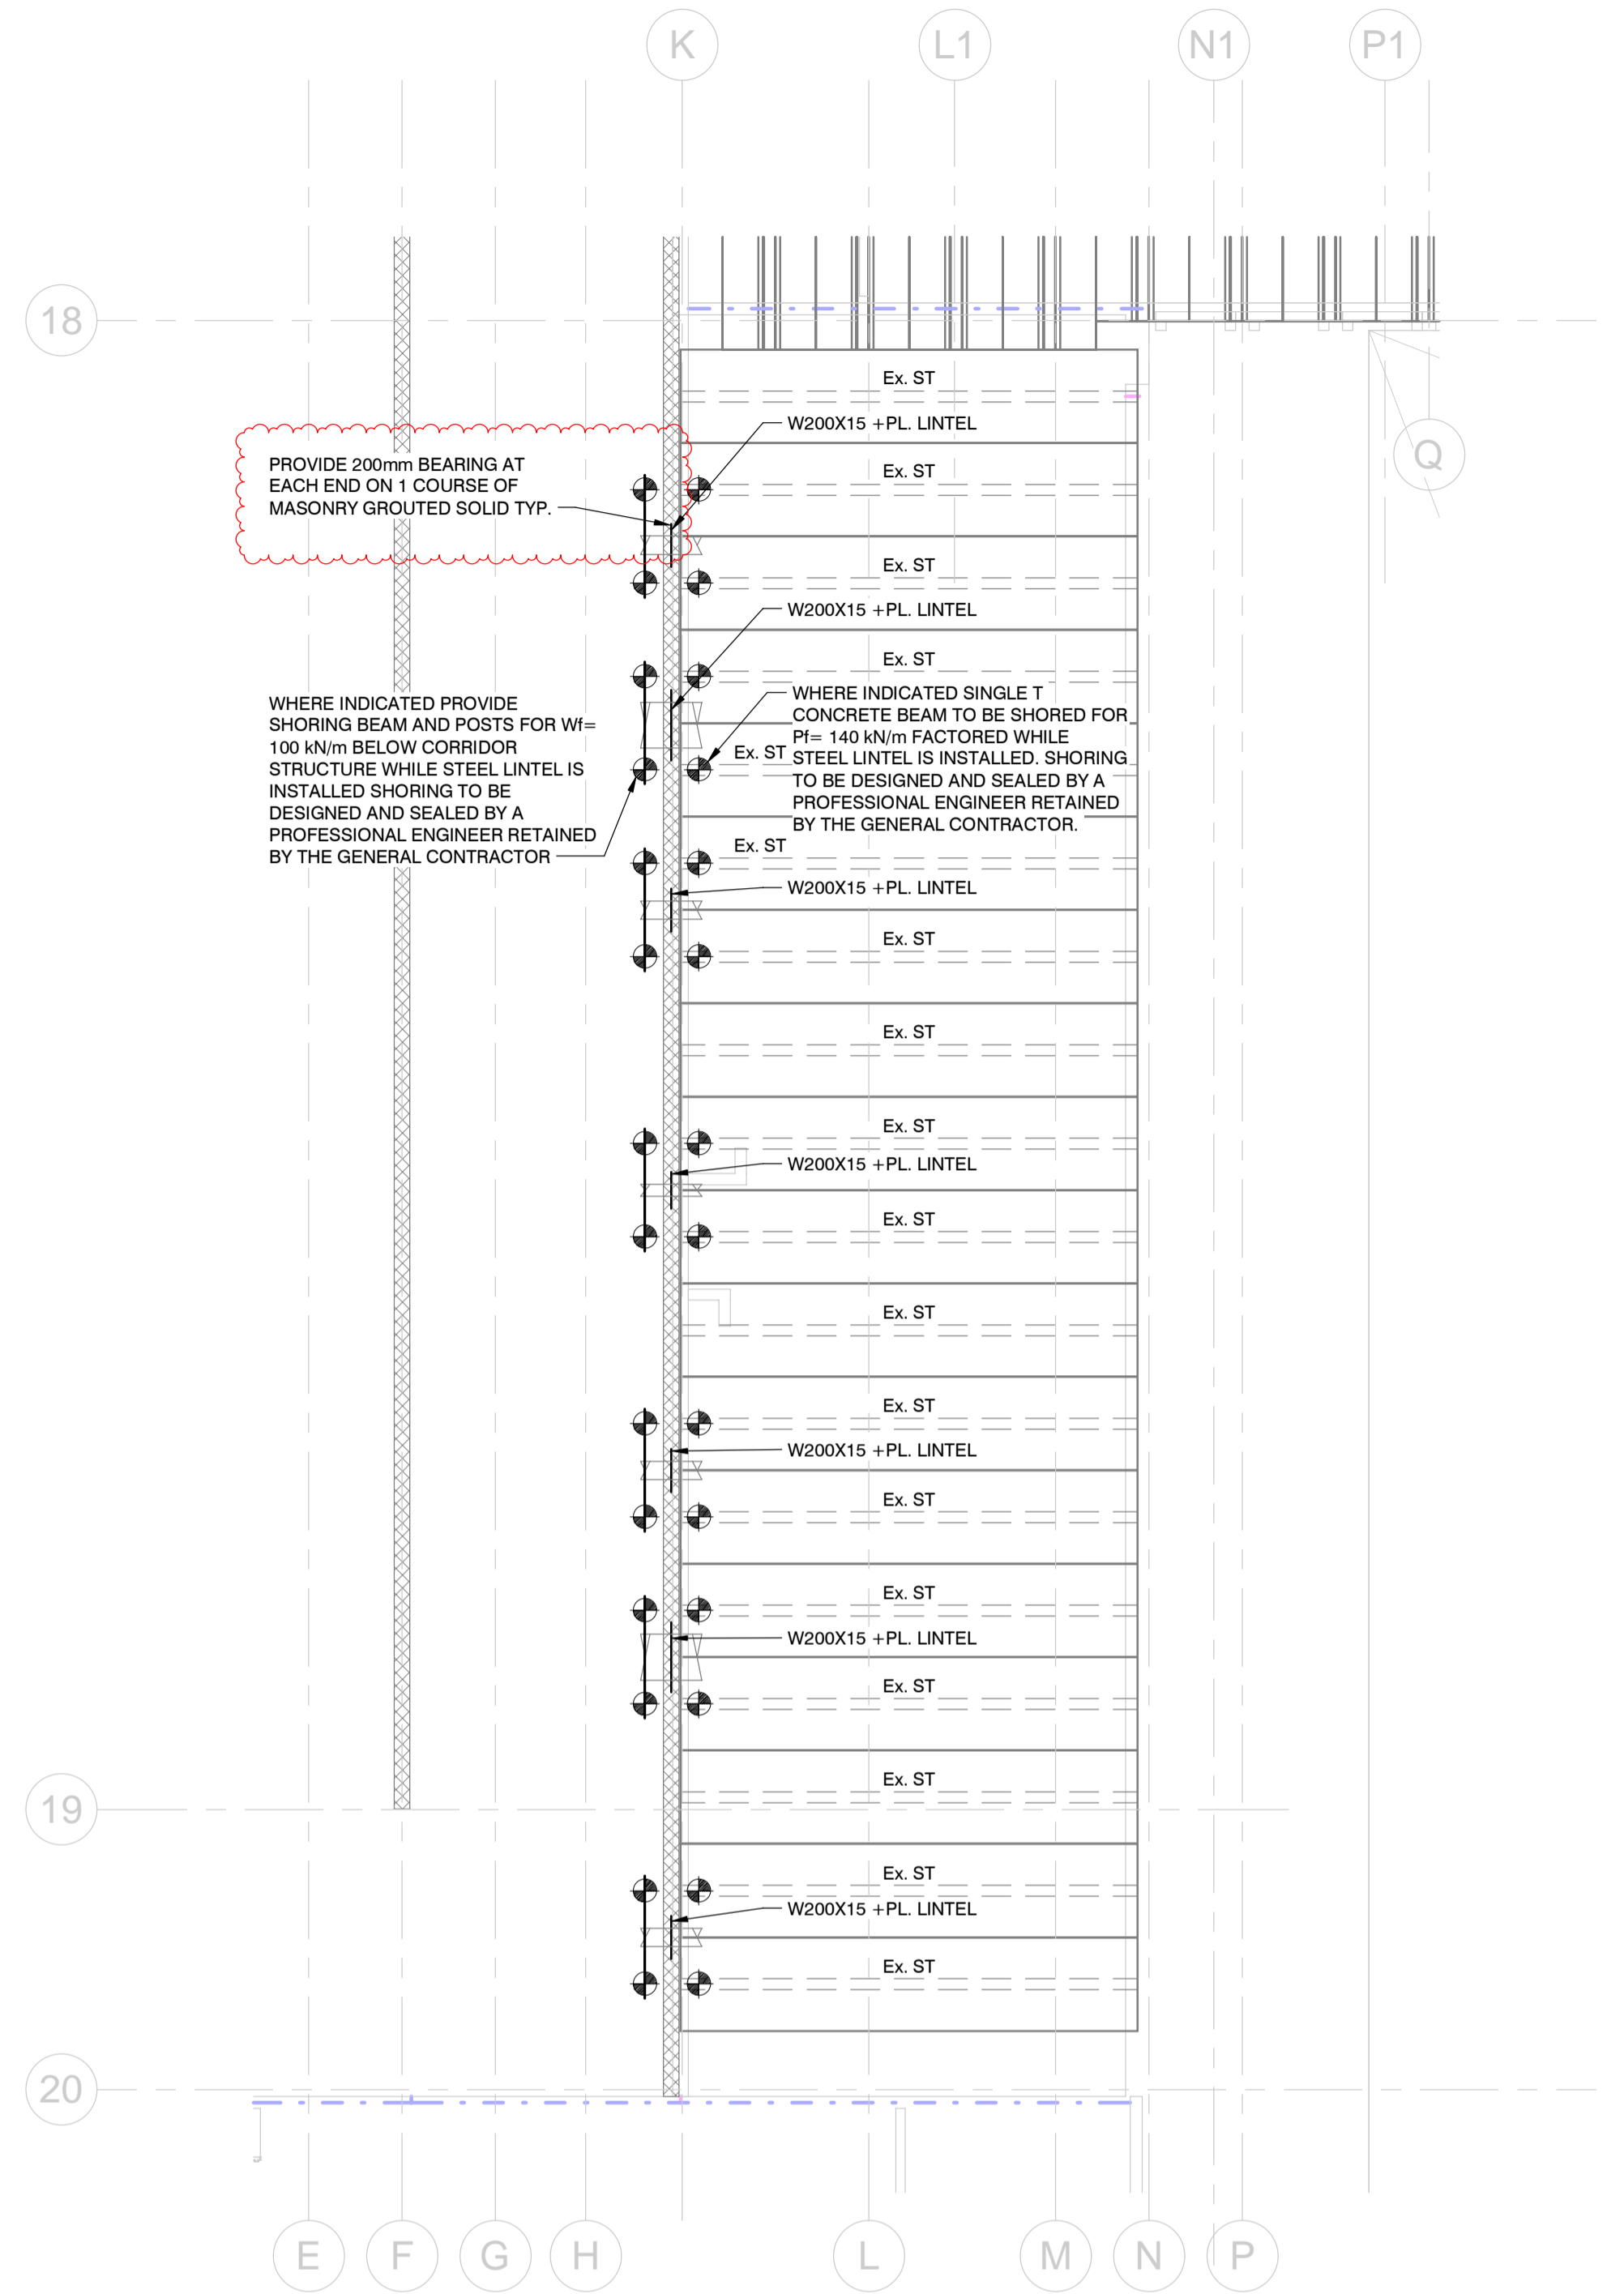 K
L1
N1
P1
18
Ex. ST
W200X15 +PL. LINTEL
Q
PROVIDE 200mm BEARING AT
EACH END ON 1 COURSE OF
MASONRY GROUTED SOLID TYP.
Ex. ST
Ex. ST
W200X15 +PL. LINTEL
Ex. ST
WHERE INDICATED PROVIDE
SHORING BEAM AND POSTS FOR Wf=
100 kN/m BELOW CORRIDOR
STRUCTURE WHILE STEEL LINTEL IS
INSTALLED SHORING TO BE
DESIGNED AND SEALED BY A
PROFESSIONAL ENGINEER RETAINED
BY THE GENERAL CONTRACTOR
WHERE INDICATED SINGLE T
CONCRETE BEAM TO BE SHORED FOR
Pf= 140 kN/m FACTORED WHILE
STEEL LINTEL IS INSTALLED. SHORING
TO BE DESIGNED AND SEALED BY A
PROFESSIONAL ENGINEER RETAINED
BY THE GENERAL CONTRACTOR.
Ex. ST
Ex. ST
W200X15 +PL. LINTEL
Ex. ST
Ex. ST
Ex. ST
W200X15 +PL. LINTEL
Ex. ST
Ex. ST
Ex. ST
W200X15 +PL. LINTEL
Ex. ST
Ex. ST
W200X15 +PL. LINTEL
Ex. ST
Ex. ST
19
Ex. ST
W200X15 +PL. LINTEL
Ex. ST
20
E
F
G
H
L
M
N
P